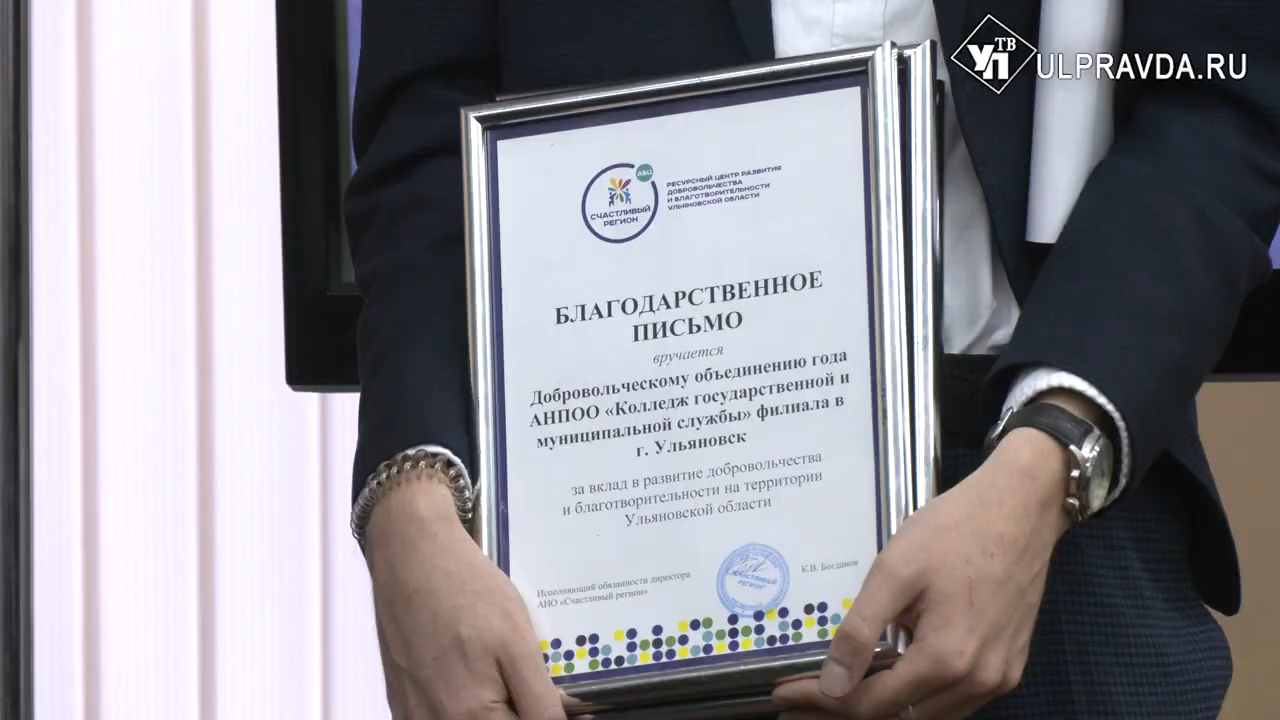 УП ТВ
ULPRAVDA.RU
АБЦ
СЧАСТЛИВЫЙ
РЕГИОН
РЕСУРСНЫЙ ЦЕНТР РАЗВИТИЯ
ДОБРОВОЛЬЧЕСТВА
И БЛАГОТВОРИТЕЛЬНОСТИ
УЛЬЯНОВСКОЙ ОБЛАСТИ
БЛАГОДАРСТВЕННОЕ
ПИСЬМО
вручается
Добровольческому объединению года
АНПОО «Колледж государственной и
муниципальной службы» филиала в
г. Ульяновск
за вклад в развитие добровольчества
и благотворительности на территории
Ульяновской области
Исполняющий обязанности директора
АНО «Счастливый регион»
"СЧАСТЛИВЫЙ
РЕГИОН"
К.В. Богданов